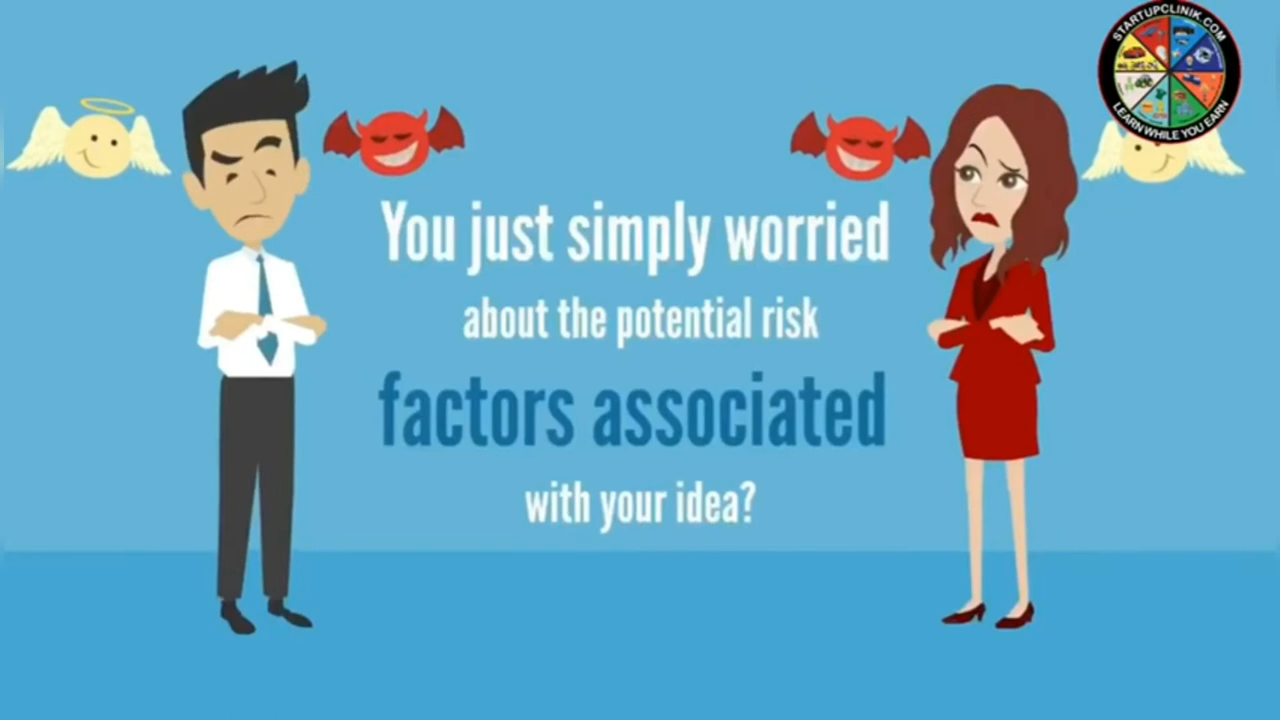 STARTUPCLINIK.COM
LEARN WHILE YOU EARN
You just simply worried
about the potential risk
factors associated
with your idea?